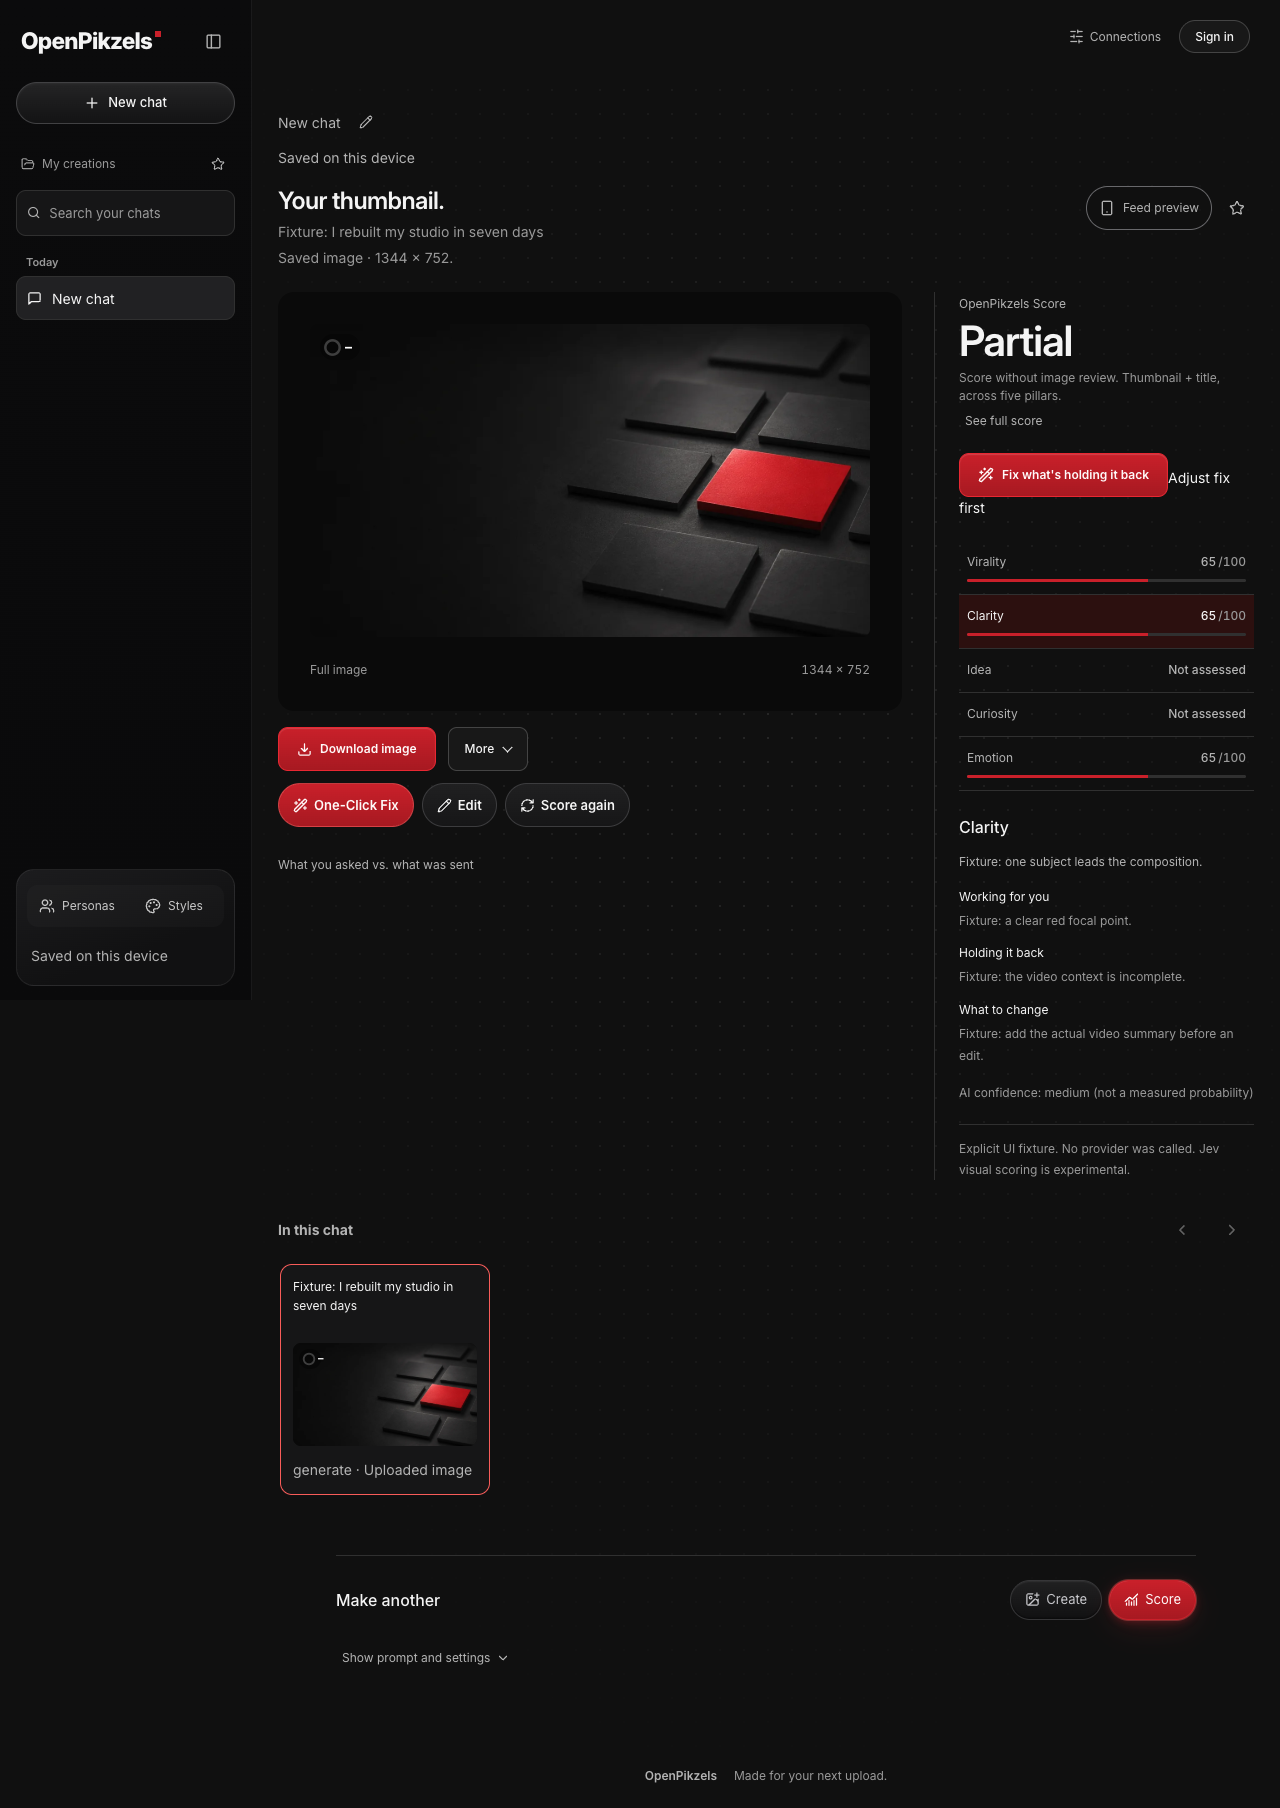 OpenPikzels
New chat
My creations
Search your chats
Today
New chat
Personas
Styles
Saved on this device
Connections
Sign in
New chat
Saved on this device
Your thumbnail.
Fixture: I rebuilt my studio in seven days
Saved image · 1344 × 752.
Feed preview
Full image
1344 × 752
Download image
More
One-Click Fix
Edit
Score again
What you asked vs. what was sent
OpenPikzels Score
Partial
Score without image review. Thumbnail + title,
across five pillars.
See full score
Fix what's holding it back
Adjust fix
first
Virality 65/100
Clarity 65/100
Idea Not assessed
Curiosity Not assessed
Emotion 65/100
Clarity
Fixture: one subject leads the composition.
Working for you
Fixture: a clear red focal point.
Holding it back
Fixture: the video context is incomplete.
What to change
Fixture: add the actual video summary before an
edit.
AI confidence: medium (not a measured probability)
Explicit UI fixture. No provider was called. Jev
visual scoring is experimental.
In this chat
Fixture: I rebuilt my studio in
seven days
generate · Uploaded image
Make another
Create
Score
Show prompt and settings
OpenPikzels Made for your next upload.